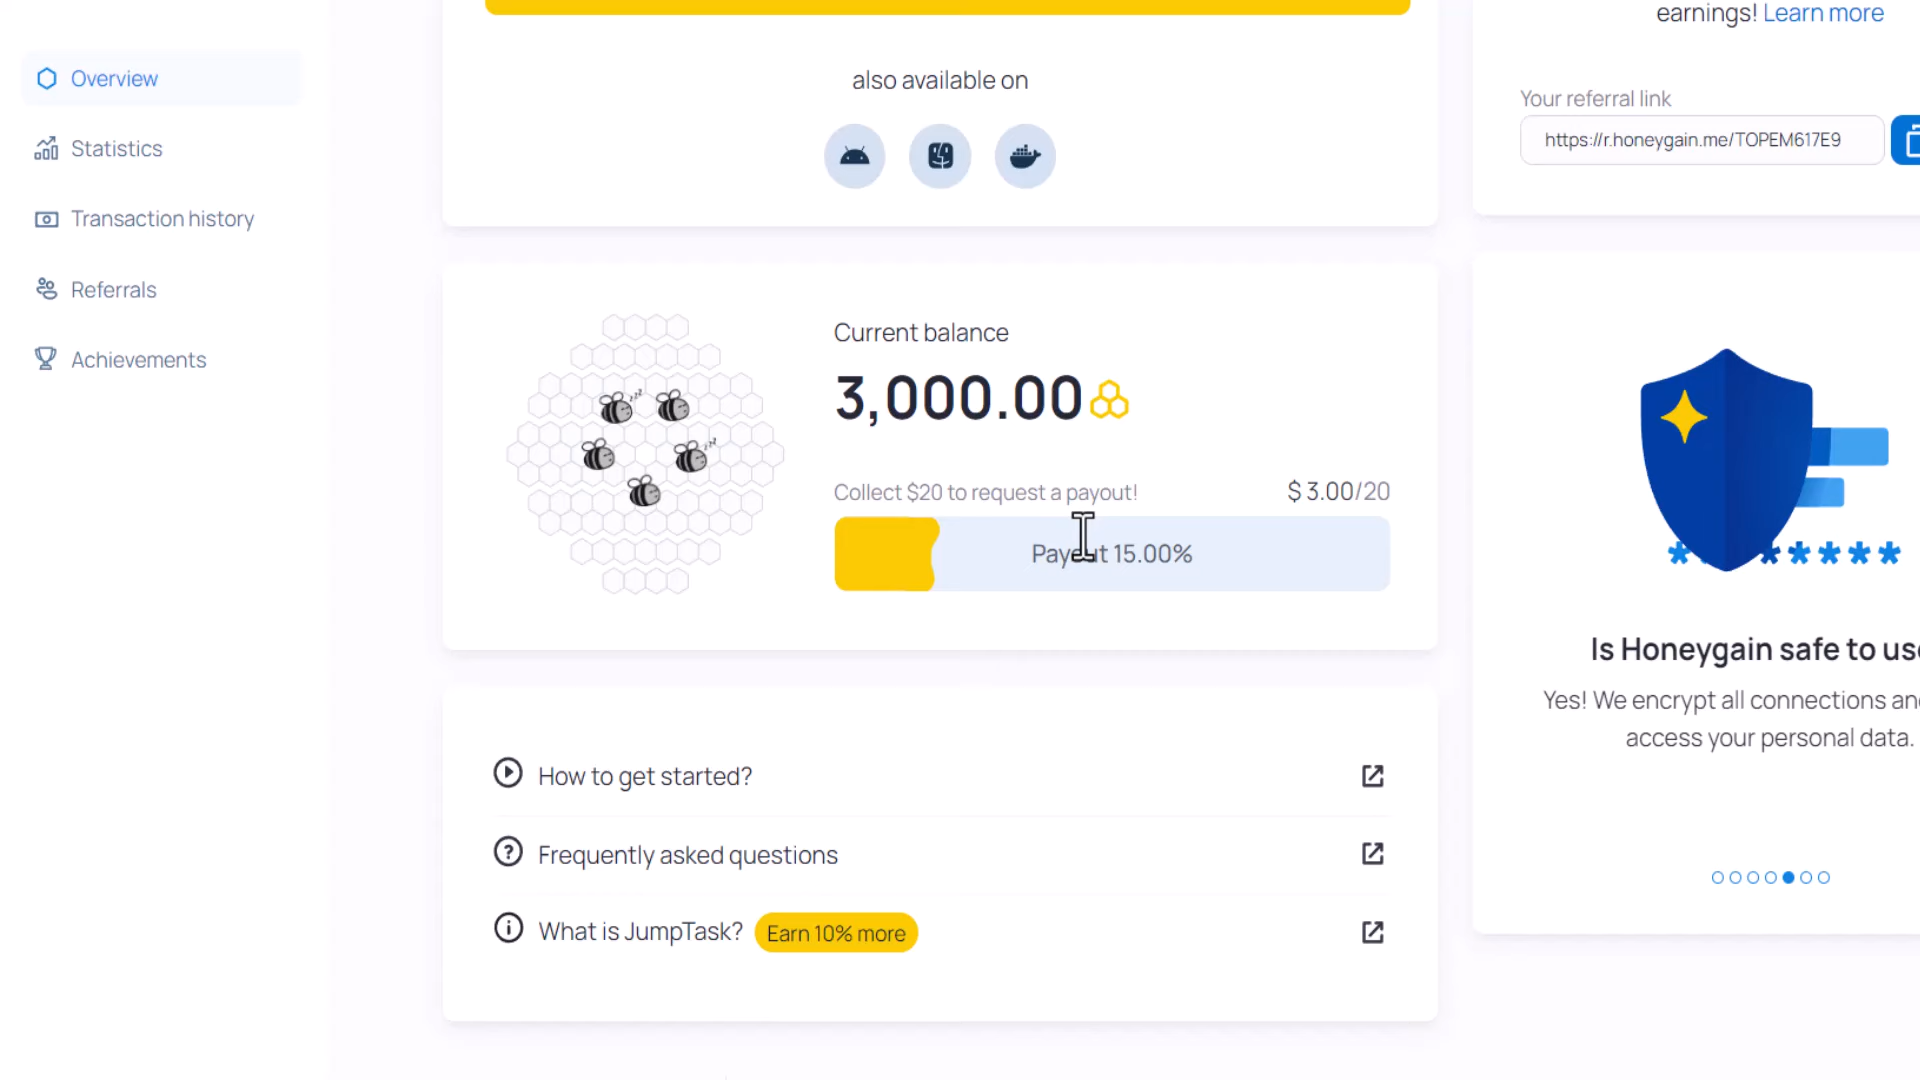 Overview
Statistics
Transaction history
Referrals
Achievements
also available on
Current balance
3,000.00
Collect $20 to request a payout!
$ 3.00/20
15.00%
How to get started?
Frequently asked questions
What is JumpTask?
Earn 10% more
earnings! Learn more
Your referral link
https://r.honeygain.me/TOPEM617E9
Is Honeygain safe to
Yes! We encrypt all connections
access your personal data.